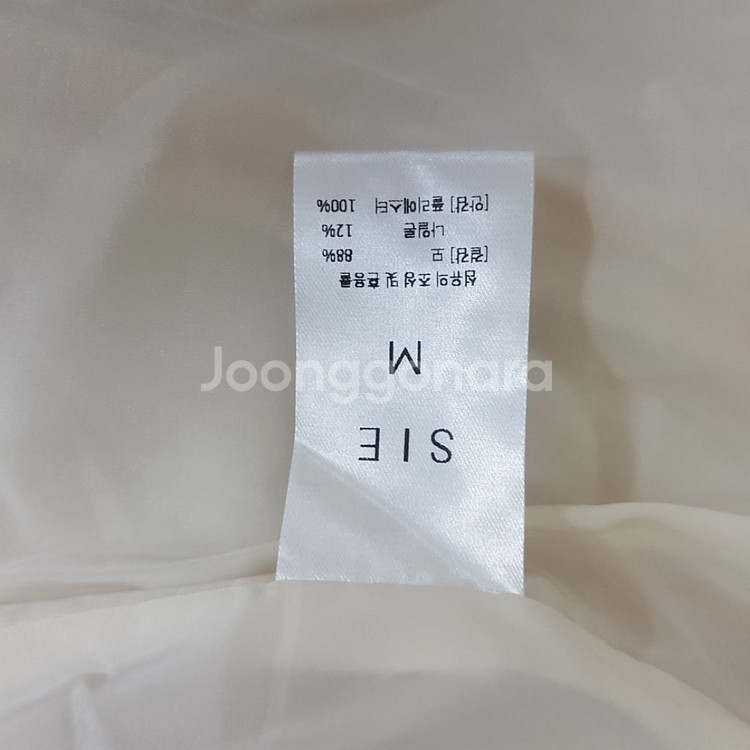 SIE
M
섬유의 조성 및 혼용률
[겉감] 모 88%
나일론 12%
[안감] 폴리에스터 100%
Joonggonara